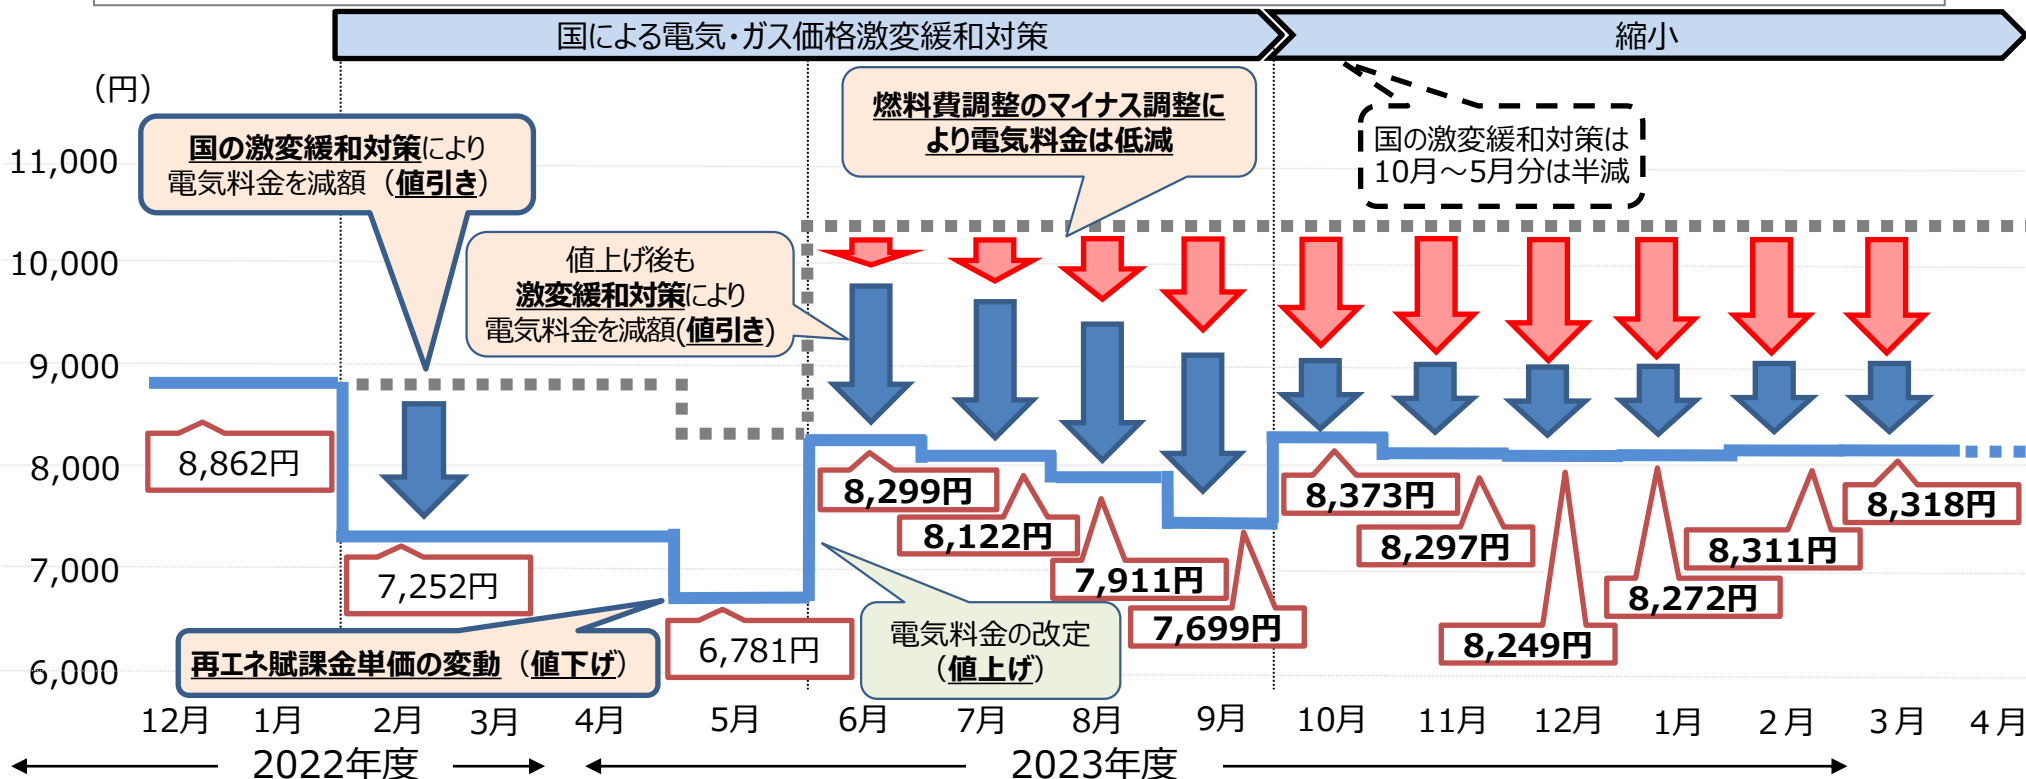 国による電気・ガス価格激変緩和対策
縮小
（円）
11,000
10,000
9,000
8,000
7,000
6,000
国の激変緩和対策により
電気料金を減額（値引き）
値上げ後も
激変緩和対策により
電気料金を減額(値引き)
燃料費調整のマイナス調整に
より電気料金は低減
国の激変緩和対策は
10月～5月分は半減
8,862円
7,252円
6,781円
8,299円
8,122円
7,911円
7,699円
8,373円
8,297円
8,249円
8,272円
8,311円
8,318円
再エネ賦課金単価の変動（値下げ）
電気料金の改定
（値上げ）
12月 1月 2月 3月 4月 5月 6月 7月 8月 9月 10月 11月 12月 1月 2月 3月 4月
2022年度 2023年度